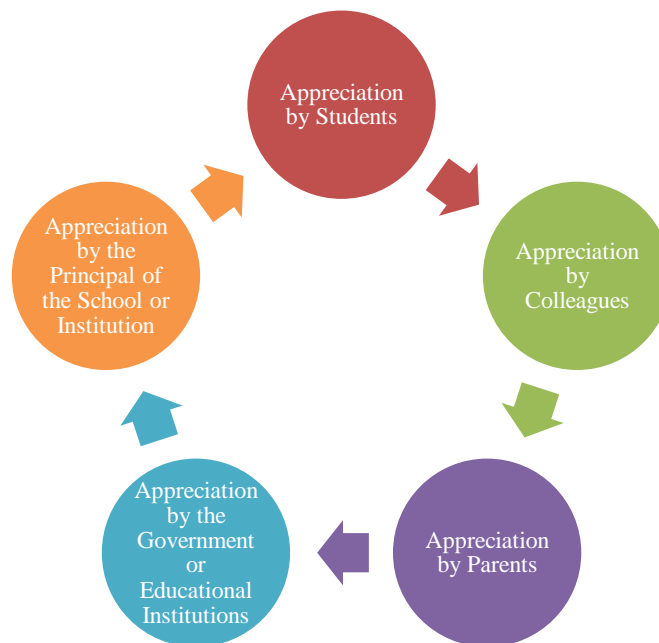 Appreciation
by Students
Appreciation
by
Colleagues
Appreciation
by Parents
Appreciation
by the
Government
or
Educational
Institutions
Appreciation
by the
Principal of
the School or
Institution